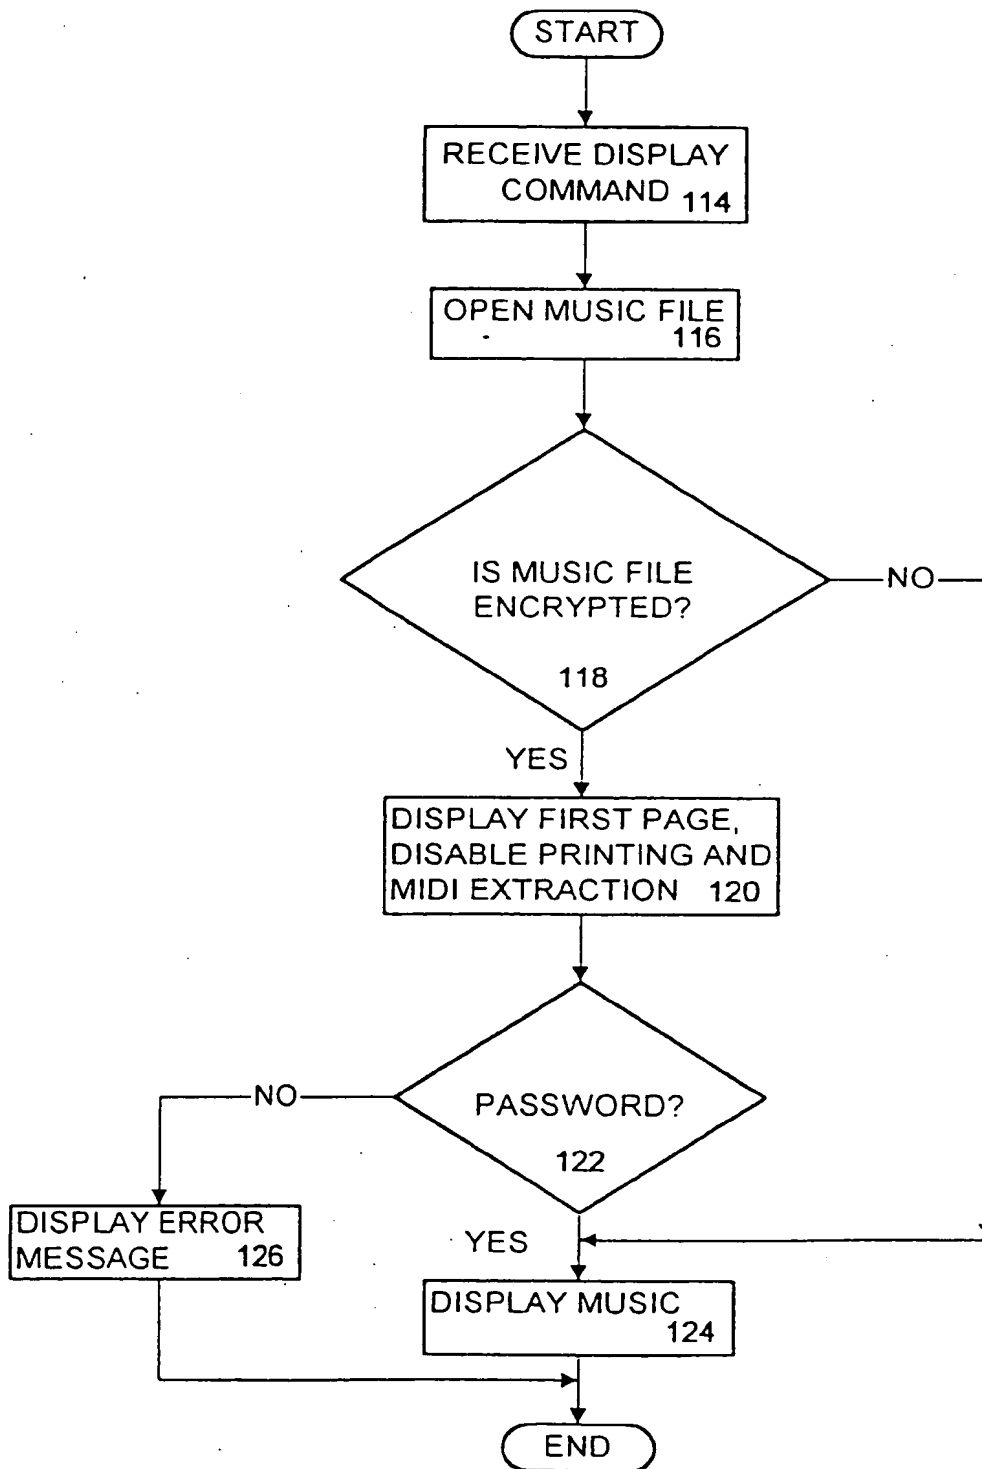 START
RECEIVE DISPLAY
COMMAND 114
OPEN MUSIC FILE
116
IS MUSIC FILE
ENCRYPTED?
118
NO
YES
DISPLAY FIRST PAGE,
DISABLE PRINTING AND
MIDI EXTRACTION 120
NO
PASSWORD?
122
DISPLAY ERROR
MESSAGE 126
YES
DISPLAY MUSIC
124
END